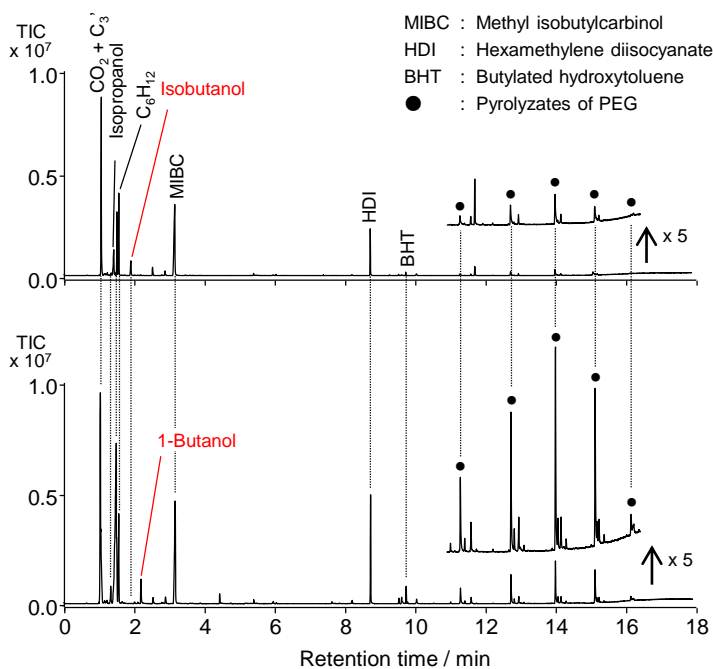 TIC
x 10⁷
CO₂ + C₃'
Isopropanol
C₆H₁₂
Isobutanol
MIBC : Methyl isobutylcarbinol
HDI : Hexamethylene diisocyanate
BHT : Butylated hydroxytoluene
● : Pyrolyzates of PEG
1.0
0.5
0.0
MIBC
HDI
BHT
x 5
TIC
x 10⁷
1.0
0.5
0.0
1-Butanol
x 5
0 2 4 6 8 10 12 14 16 18
Retention time / min